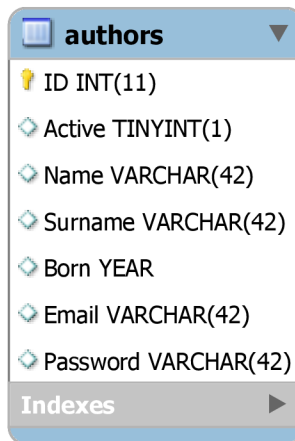 authors
ID INT(11)
Active TINYINT(1)
Name VARCHAR(42)
Surname VARCHAR(42)
Born YEAR
Email VARCHAR(42)
Password VARCHAR(42)
Indexes